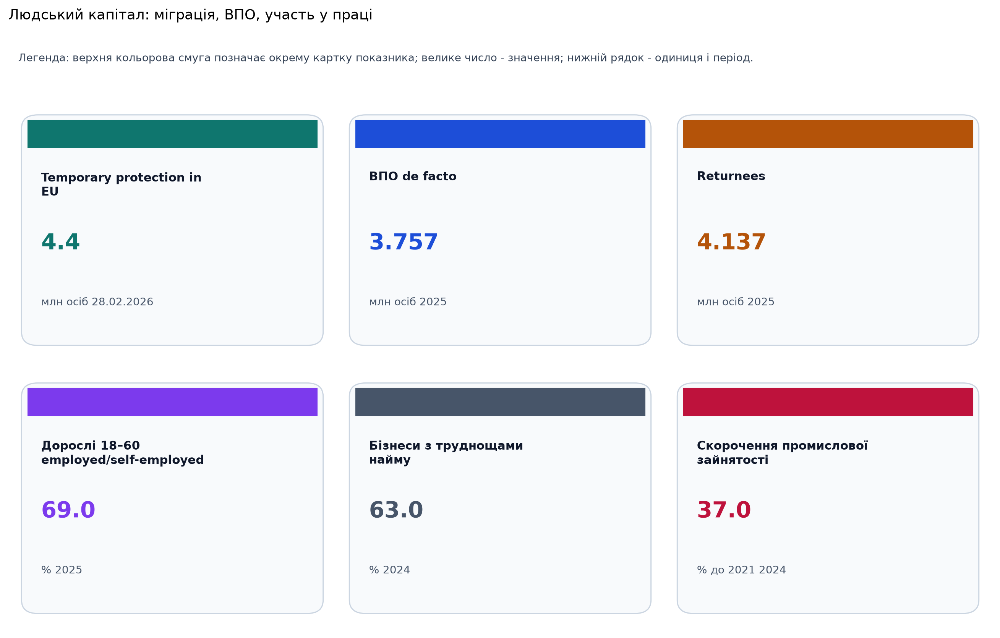 Людський капітал: міграція, ВПО, участь у праці
Легенда: верхня кольорова смуга позначає окрему картку показника; велике число - значення; нижній рядок - одиниця і період.
Temporary protection in
EU
4.4
млн осіб 28.02.2026
ВПО de facto
3.757
млн осіб 2025
Returnees
4.137
млн осіб 2025
Дорослі 18–60
employed/self-employed
69.0
% 2025
Бізнеси з труднощами
найму
63.0
% 2024
Скорочення промислової
зайнятості
37.0
% до 2021 2024